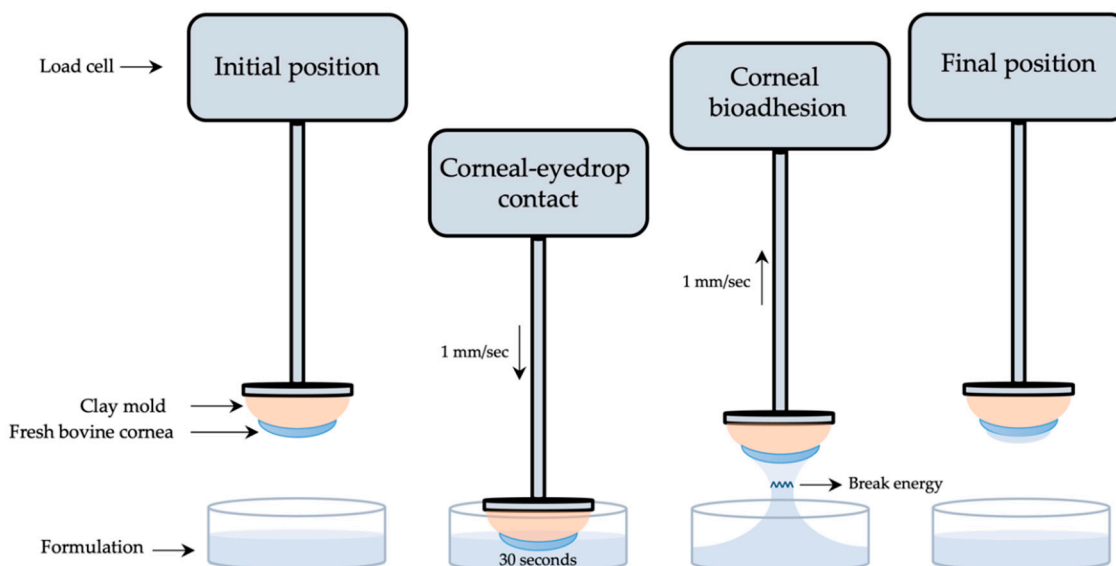 Load cell
Initial position
Corneal-eyedrop
contact
Corneal
bioadhesion
Final position
1 mm/sec
1 mm/sec
Clay mold
Fresh bovine cornea
Break energy
Formulation
30 seconds